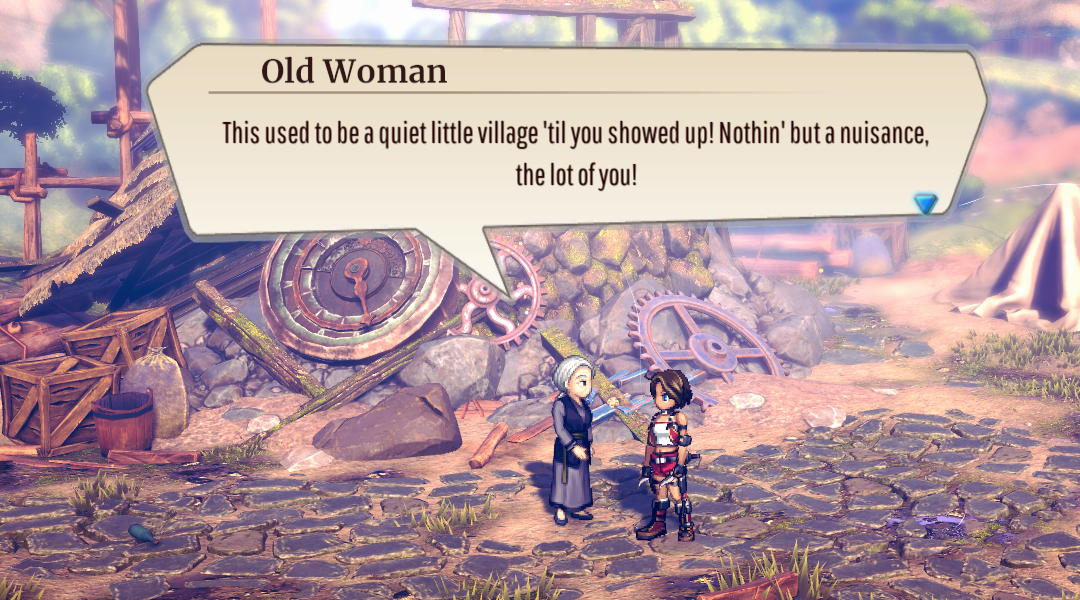 Old Woman
This used to be a quiet little village 'til you showed up! Nothin' but a nuisance,
the lot of you!